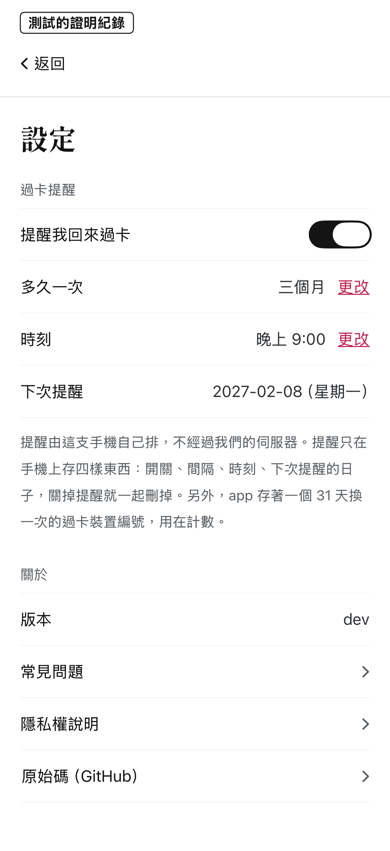 測試的證明紀錄
返回
設定
過卡提醒
提醒我回來過卡
多久一次 三個月 更改
時刻 晚上 9:00 更改
下次提醒 2027-02-08 (星期一)
提醒由這支手機自己排，不經過我們的伺服器。提醒只在
手機上存四樣東西：開關、間隔、時刻、下次提醒的日
子，關掉提醒就一起刪掉。另外，app 存著一個 31 天換
一次的過卡裝置編號，用在計數。
關於
版本 dev
常見問題
隱私權說明
原始碼 (GitHub)